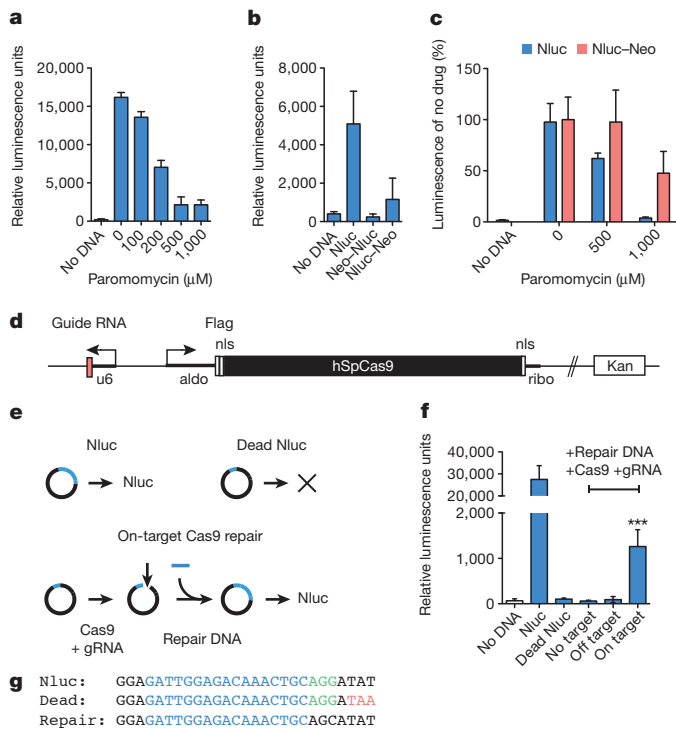 a
Relative luminescence units
20,000
15,000
10,000
5,000
0
No DNA
0
100
200
500
1,000
Paromomycin (μM)
b
Relative luminescence units
8,000
6,000
4,000
2,000
0
No DNA
Nluc
Neo–Nluc
Nluc–Neo
c
Nluc Nluc–Neo
Luminescence of no drug (%)
150
100
50
0
No DNA
0
500
1,000
Paromomycin (μM)
d
Guide RNA Flag
nls nls
u6 aldo hSpCas9 ribo Kan
e
Nluc Dead Nluc
Nluc
On-target Cas9 repair
Nluc
Cas9
+ gRNA
Repair DNA
f
Relative luminescence units
+Repair DNA
+Cas9 +gRNA
40,000
30,000
20,000
2,000
1,000
0
***
No DNA
Nluc
Dead Nluc
No target
Off target
On target
g
Nluc: GGAGATTGGAGACAAACTGCAGGATAT
Dead: GGAGATTGGAGACAAACTGCAGGATAA
Repair: GGAGATTGGAGACAAACTGCAGCATAT